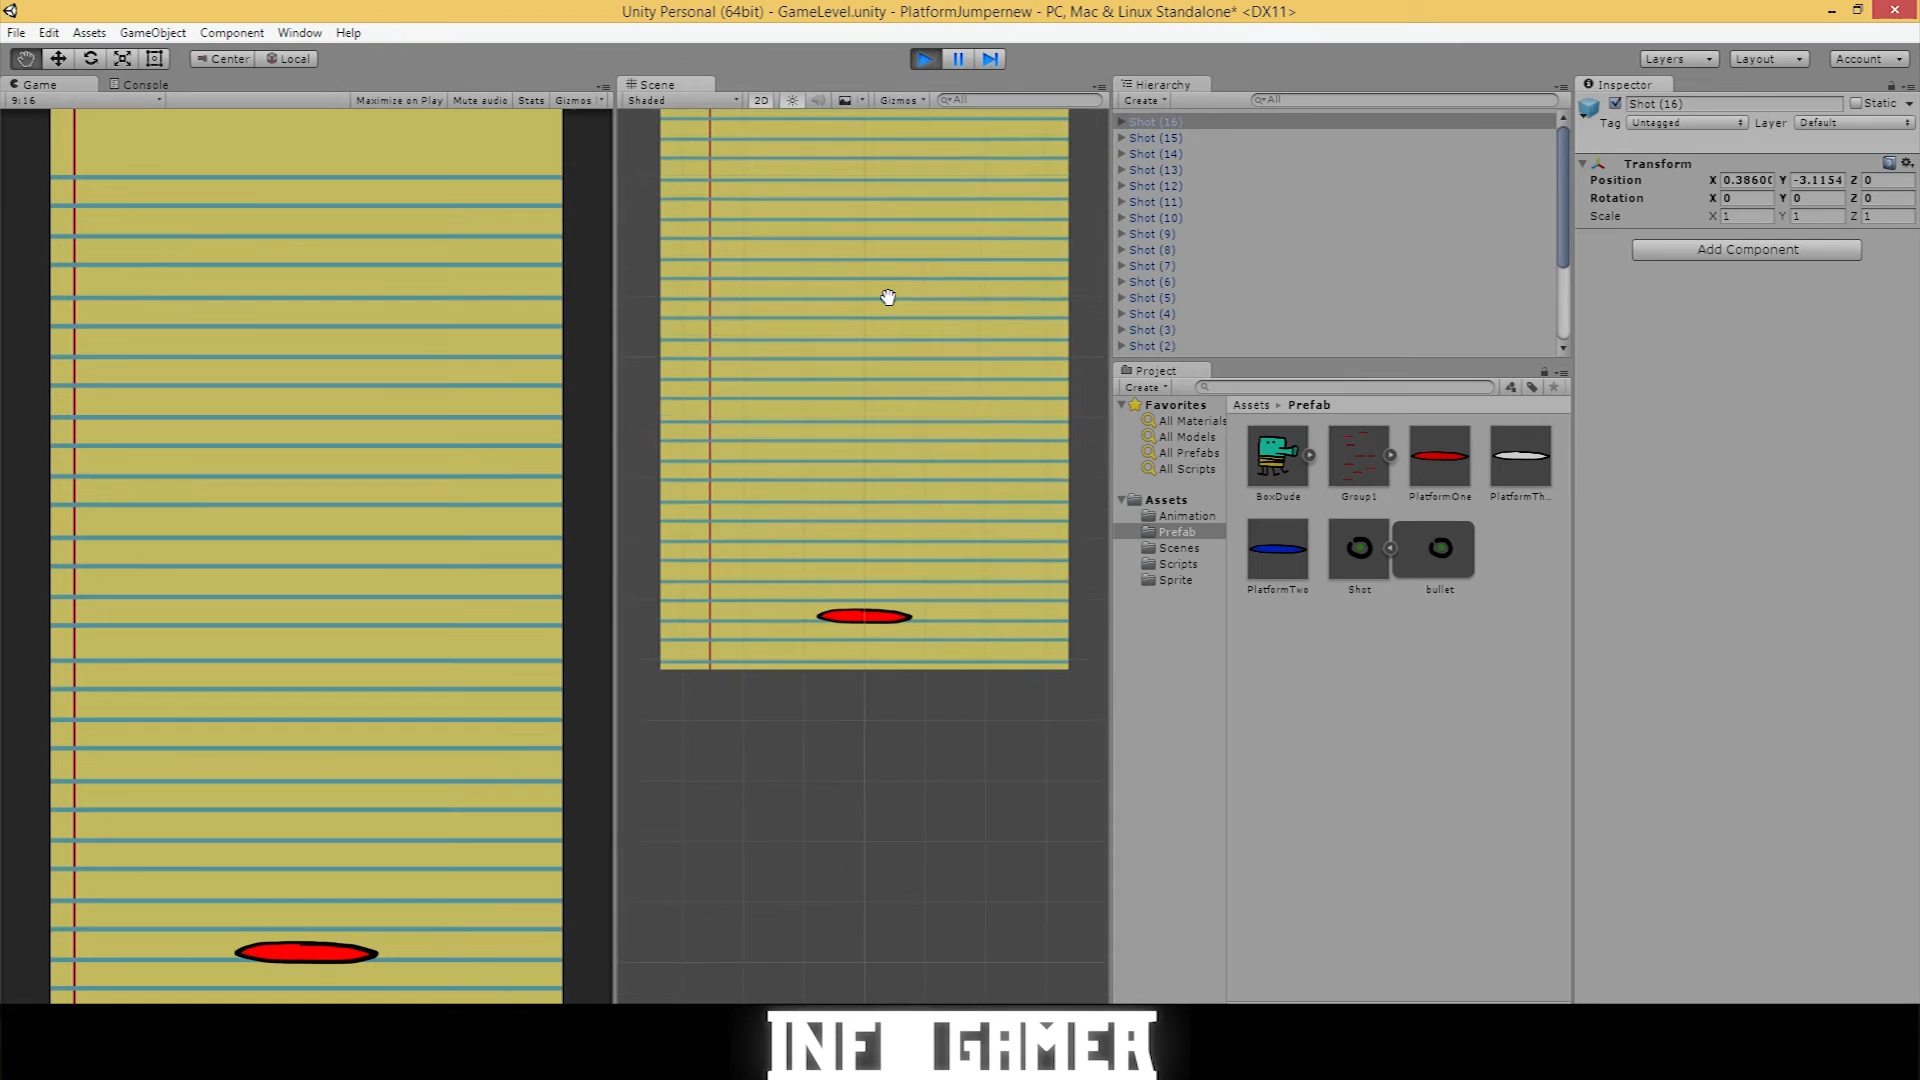 Unity Personal (64bit) - GameLevel.unity - PlatformJumpernew - PC, Mac & Linux Standalone* <DX11>
File Edit Assets GameObject Component Window Help
Center Local Layers Layout Account
Game Console
9:16 Maximize on Play Mute audio Stats Gizmos
Scene
Shaded 2D Gizmos All
Hierarchy
Create All
Shot (16)
Shot (15)
Shot (14)
Shot (13)
Shot (12)
Shot (11)
Shot (10)
Shot (9)
Shot (8)
Shot (7)
Shot (6)
Shot (5)
Shot (4)
Shot (3)
Shot (2)
Project
Create
Favorites
All Materials
All Models
All Prefabs
All Scripts
Assets
Animation
Prefab
Scenes
Scripts
Sprite
Assets Prefab
BoxDude Group1 PlatformOne PlatformTh...
PlatformTwo Shot bullet
Inspector
Shot (16) Static
Tag Untagged Layer Default
Transform
Position X 0.3860 Y -3.1154 Z 0
Rotation X 0 Y 0 Z 0
Scale X 1 Y 1 Z 1
Add Component
INF GAMER